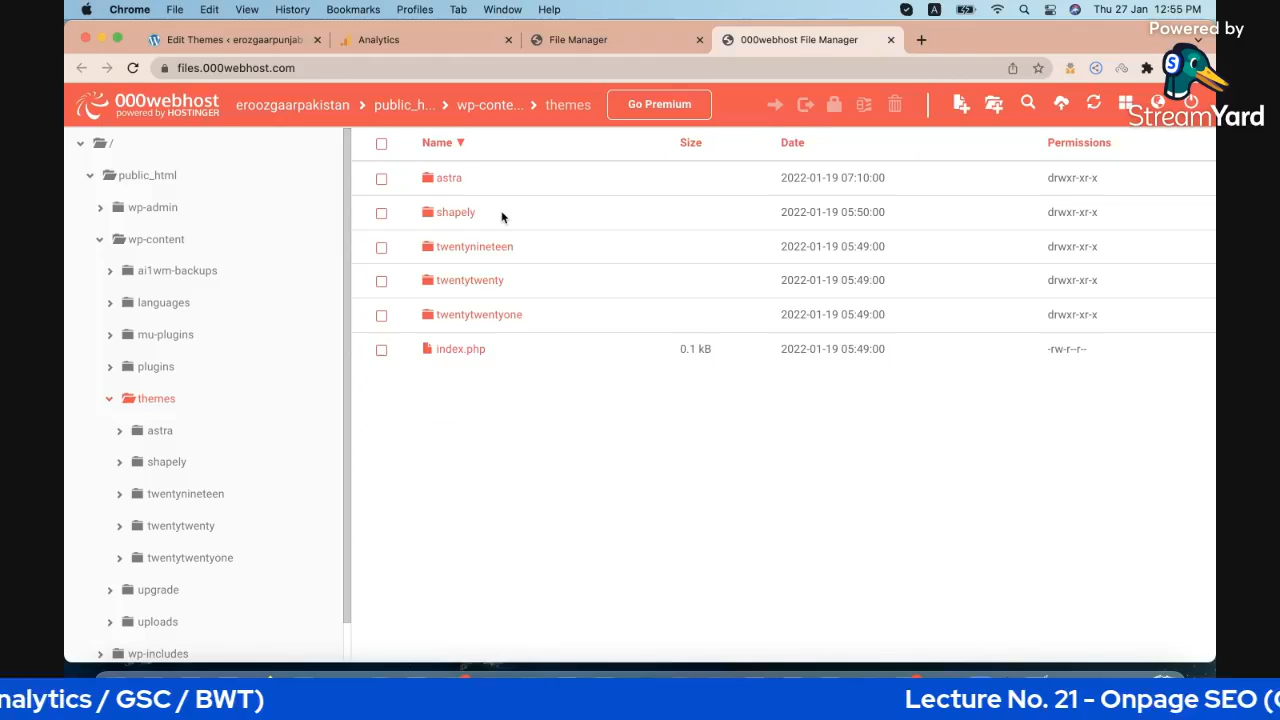 Chrome File Edit View History Bookmarks Profiles Tab Window Help A Thu 27 Jan 12:55 PM
Powered by
StreamYard
Edit Themes ‹ erozgaarpunjab Analytics File Manager 000webhost File Manager
files.000webhost.com
000webhost
powered by HOSTINGER
eroozgaarpakistan > public_h... > wp-conte... > themes Go Premium
/
public_html
wp-admin
wp-content
ai1wm-backups
languages
mu-plugins
plugins
themes
astra
shapely
twentynineteen
twentytwenty
twentytwentyone
upgrade
uploads
wp-includes
Name ▼ Size Date Permissions
astra 2022-01-19 07:10:00 drwxr-xr-x
shapely 2022-01-19 05:50:00 drwxr-xr-x
twentynineteen 2022-01-19 05:49:00 drwxr-xr-x
twentytwenty 2022-01-19 05:49:00 drwxr-xr-x
twentytwentyone 2022-01-19 05:49:00 drwxr-xr-x
index.php 0.1 kB 2022-01-19 05:49:00 -rw-r--r--
nalytics / GSC / BWT) Lecture No. 21 - Onpage SEO (